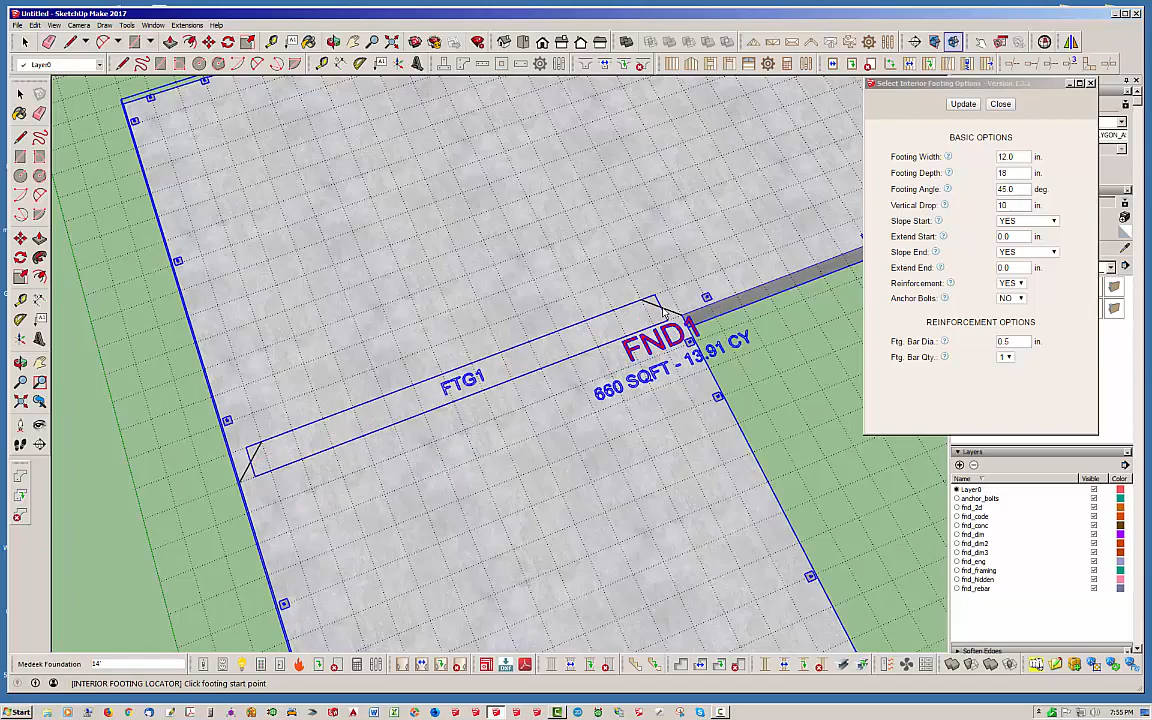 Untitled - SketchUp Make 2017
File Edit View Camera Draw Tools Window Extensions Help
Layer0
Select Interior Footing Options - Version 1.2.2
Update Close
BASIC OPTIONS
Footing Width: 12.0 in.
Footing Depth: 18 in.
Footing Angle: 45.0 deg.
Vertical Drop: 10 in.
Slope Start: YES
Extend Start: 0.0 in.
Slope End: YES
Extend End: 0.0 in.
Reinforcement: YES
Anchor Bolts: NO
REINFORCEMENT OPTIONS
Ftg. Bar Dia.: 0.5 in.
Ftg. Bar Qty.: 1
FTG1
FND1
660 SQFT - 13.91 CY
Layers
Name Visible Color
Layer0
anchor_bolts
fnd_2d
fnd_code
fnd_conc
fnd_dim
fnd_dim2
fnd_dim3
fnd_eng
fnd_framing
fnd_hidden
fnd_rebar
Soften Edges
Medeek Foundation 14'
[INTERIOR FOOTING LOCATOR] Click footing start point
Start
7:55 PM